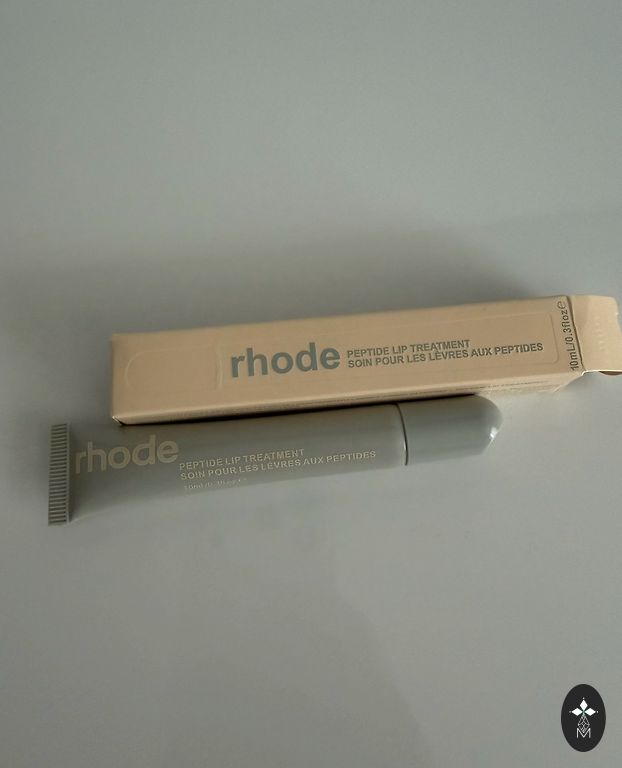 rhode
PEPTIDE LIP TREATMENT
SOIN POUR LES LÈVRES AUX PEPTIDES
10mL/0.3floz℮
rhode
PEPTIDE LIP TREATMENT
SOIN POUR LES LÈVRES AUX PEPTIDES
M